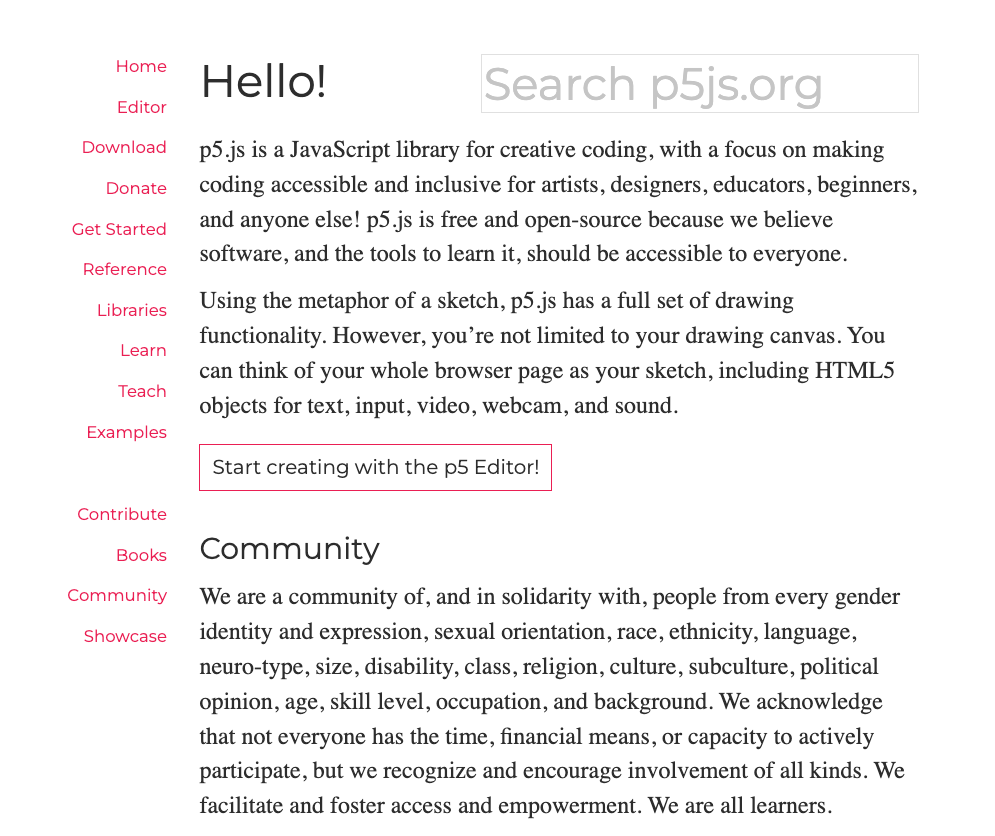 Home
Editor
Download
Donate
Get Started
Reference
Libraries
Learn
Teach
Examples
Contribute
Books
Community
Showcase
Hello!
Search p5js.org
p5.js is a JavaScript library for creative coding, with a focus on making
coding accessible and inclusive for artists, designers, educators, beginners,
and anyone else! p5.js is free and open-source because we believe
software, and the tools to learn it, should be accessible to everyone.
Using the metaphor of a sketch, p5.js has a full set of drawing
functionality. However, you’re not limited to your drawing canvas. You
can think of your whole browser page as your sketch, including HTML5
objects for text, input, video, webcam, and sound.
Start creating with the p5 Editor!
Community
We are a community of, and in solidarity with, people from every gender
identity and expression, sexual orientation, race, ethnicity, language,
neuro-type, size, disability, class, religion, culture, subculture, political
opinion, age, skill level, occupation, and background. We acknowledge
that not everyone has the time, financial means, or capacity to actively
participate, but we recognize and encourage involvement of all kinds. We
facilitate and foster access and empowerment. We are all learners.